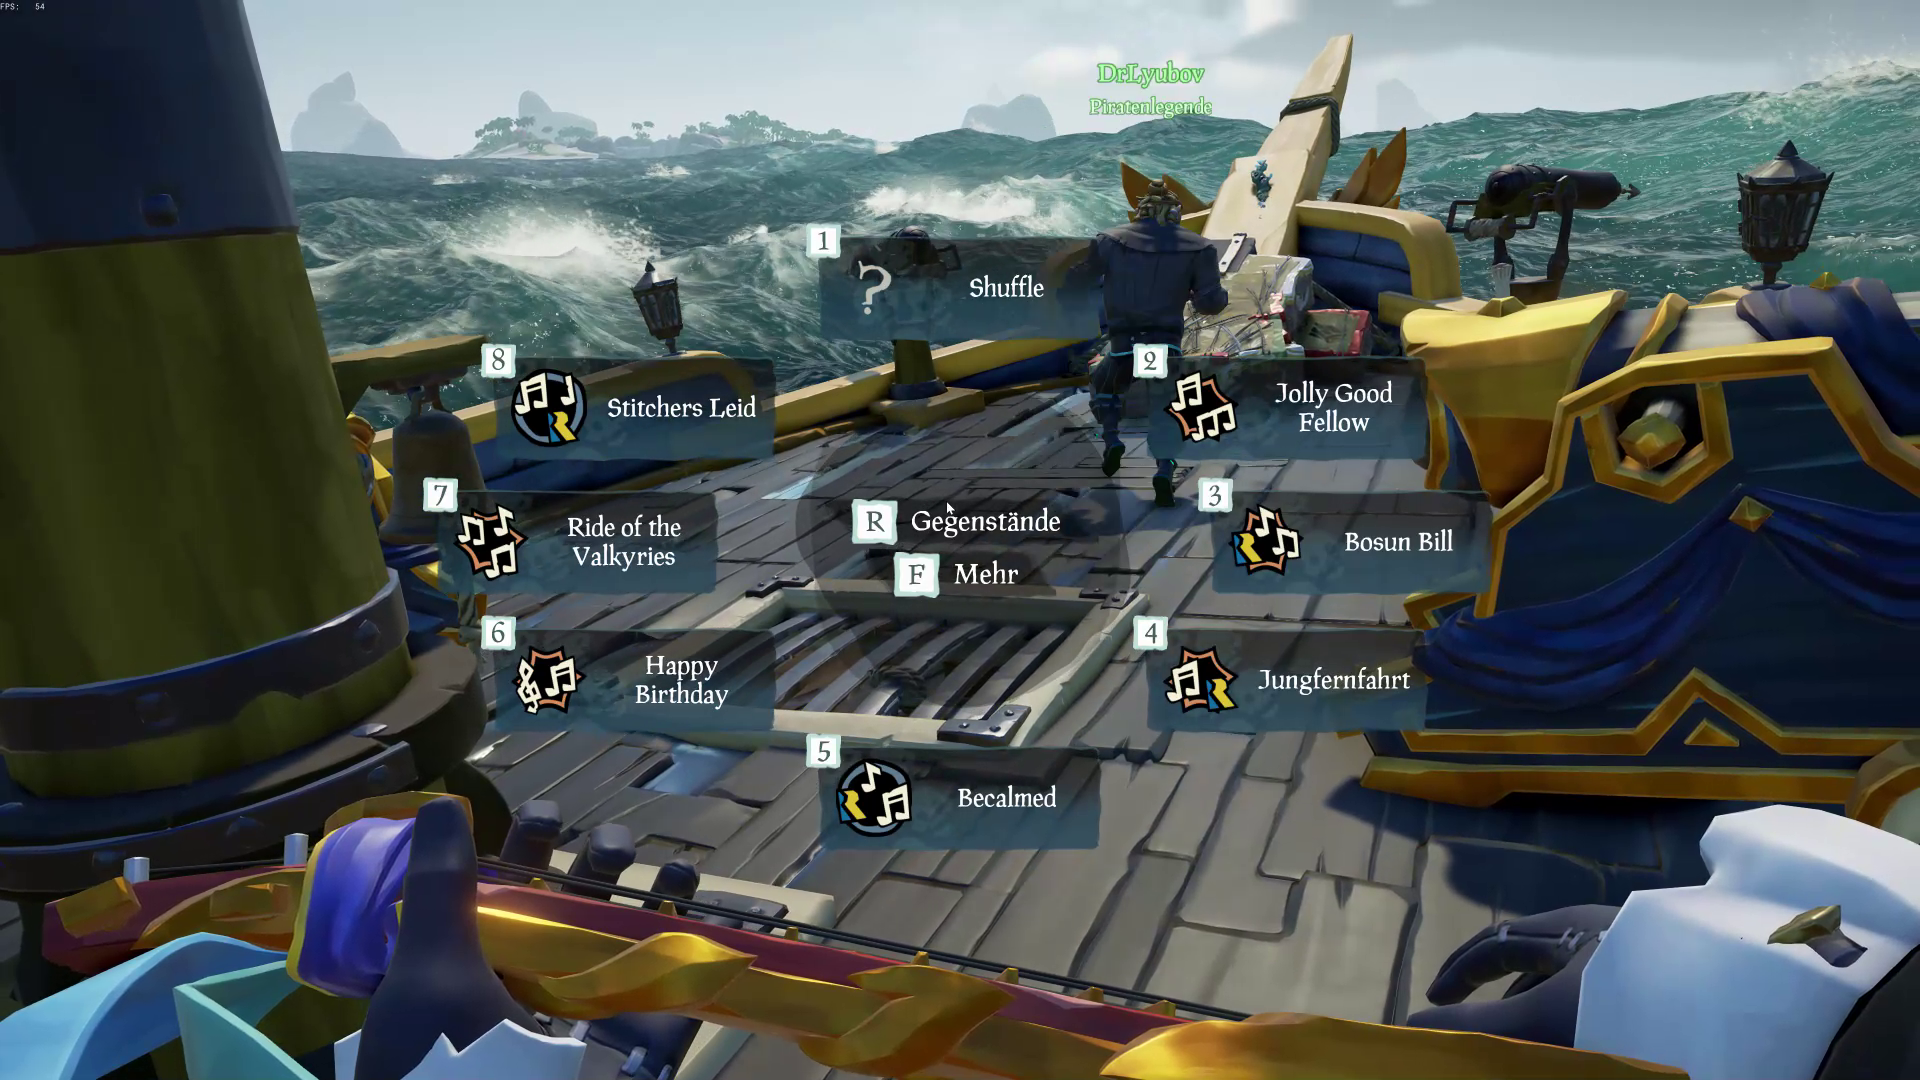 FPS: 54
DrLyubov
Piratenlegende
1
Shuffle
8
Stitchers Leid
2
Jolly Good
Fellow
7
Ride of the
Valkyries
R Gegenstände
F Mehr
3
Bosun Bill
6
Happy
Birthday
4
Jungfernfahrt
5
Becalmed